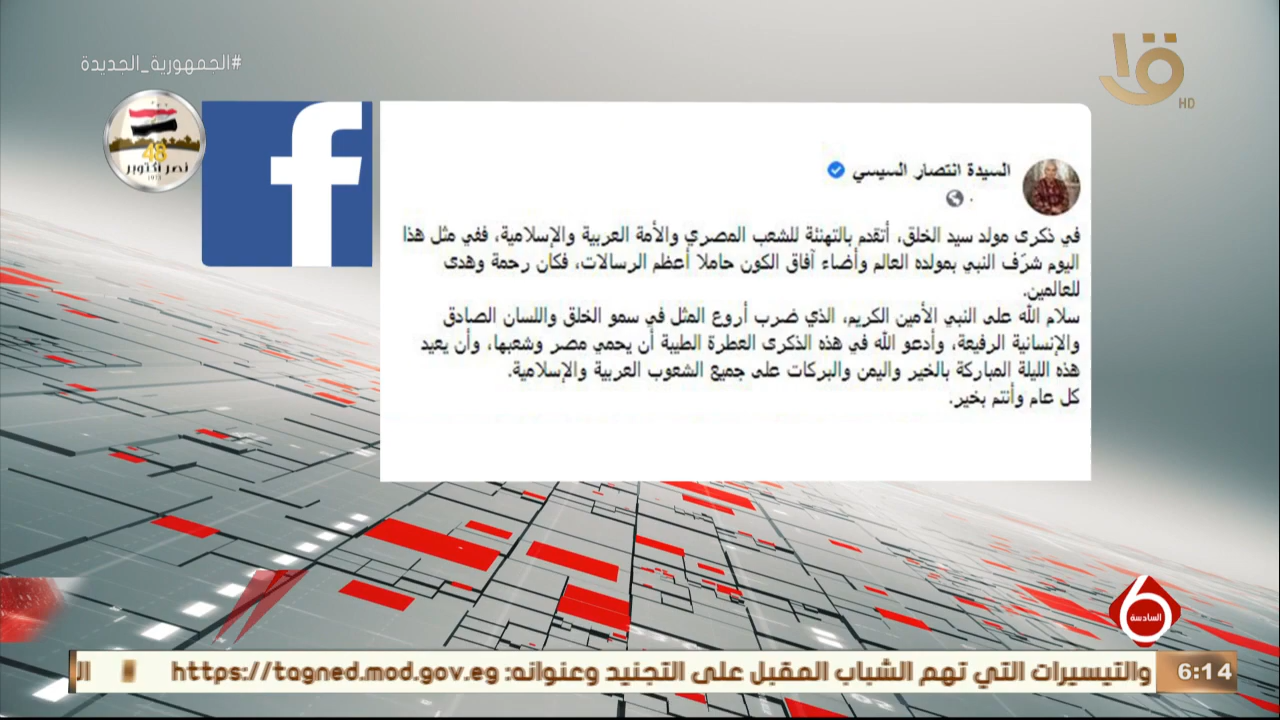 #الجمهورية_الجديدة
HD
48
نصر أكتوبر
السيدة انتصار السيسي
في ذكرى مولد سيد الخلق، أتقدم بالتهنئة للشعب المصري والأمة العربية والإسلامية، ففي مثل هذا
اليوم شرّف النبي بمولده العالم وأضاء آفاق الكون حاملا أعظم الرسالات، فكان رحمة وهدى
للعالمين.
سلام الله على النبي الأمين الكريم، الذي ضرب أروع المثل في سمو الخلق واللسان الصادق
والإنسانية الرفيعة، وأدعو الله في هذه الذكرى العطرة الطيبة أن يحمي مصر وشعبها، وأن يعيد
هذه الليلة المباركة بالخير واليمن والبركات على جميع الشعوب العربية والإسلامية.
كل عام وأنتم بخير.
السادسة
6:14 والتيسيرات التي تهم الشباب المقبل على التجنيد وعنوانه: https://tagned.mod.gov.eg